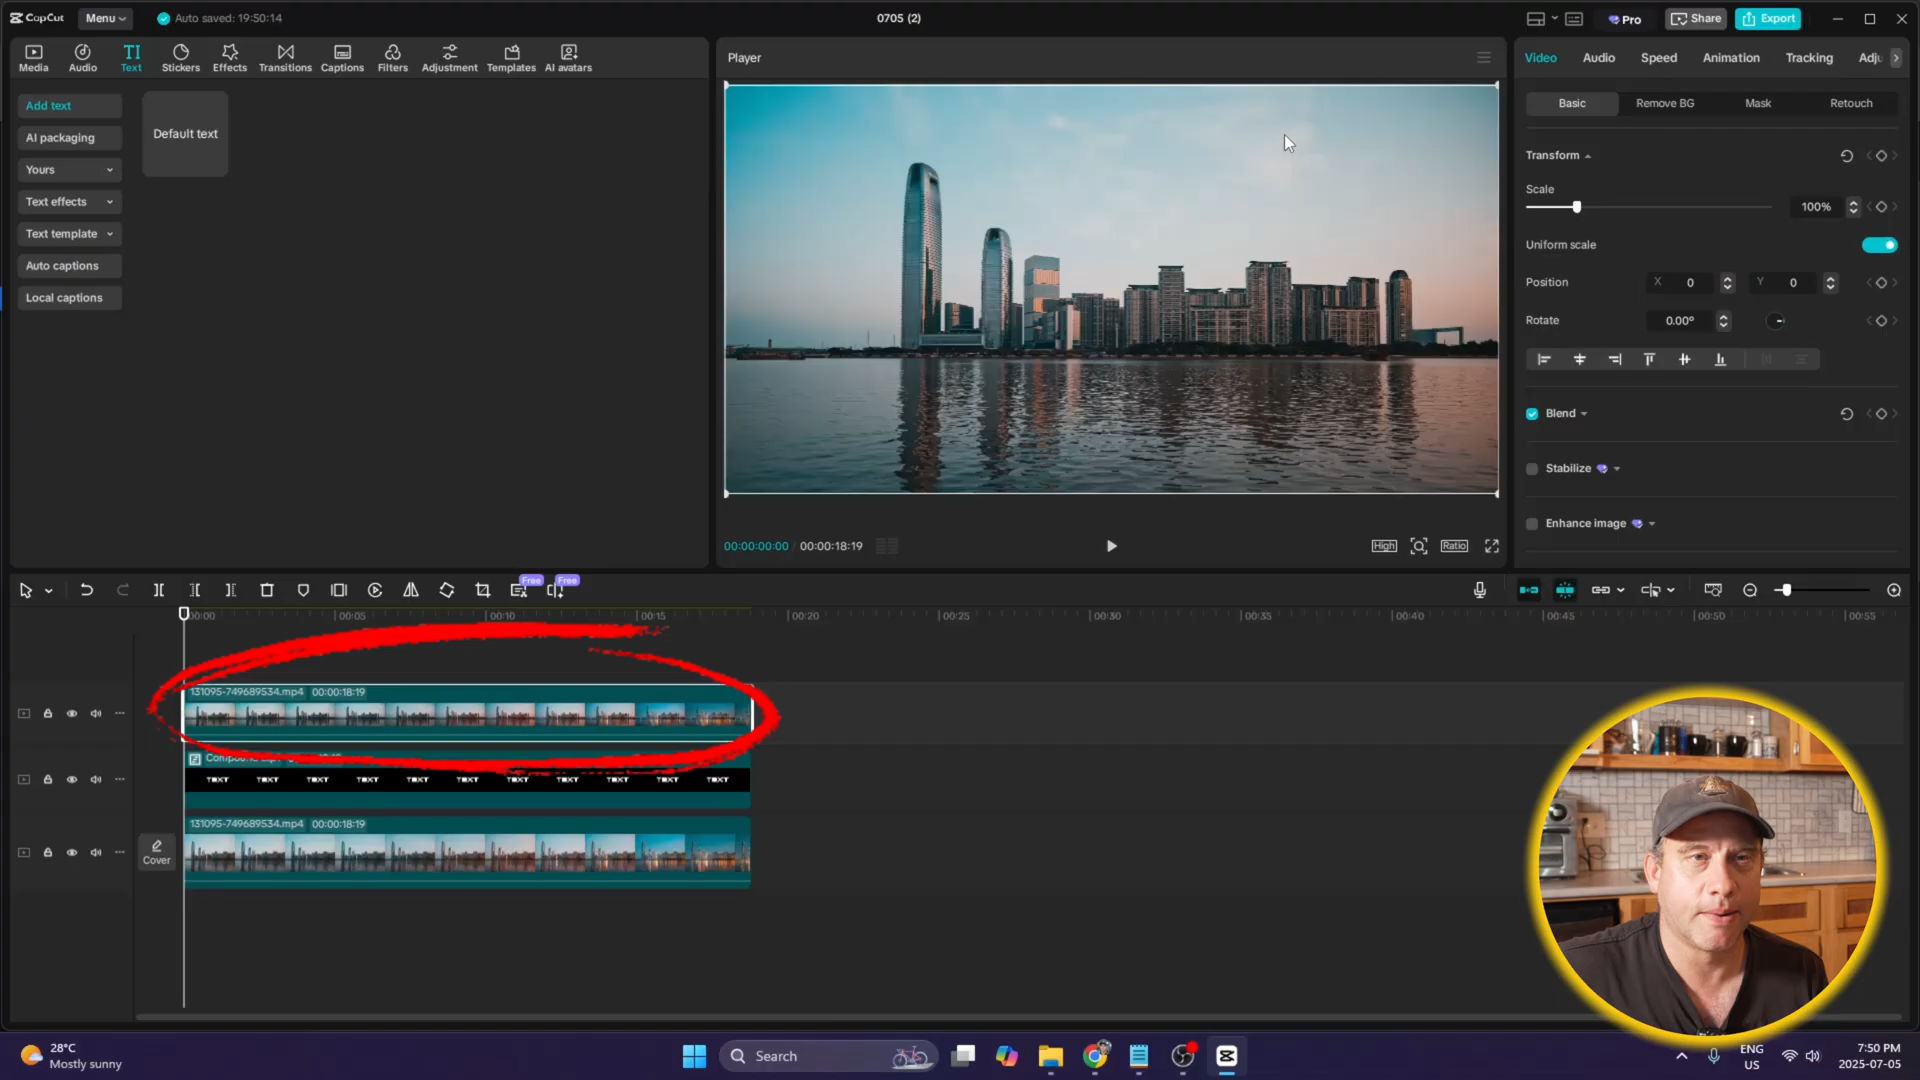 CapCut
Menu
Auto saved: 19:50:14
0705 (2)
Pro
Share
Export
Media
Audio
Text
Stickers
Effects
Transitions
Captions
Filters
Adjustment
Templates
AI avatars
Player
Video
Audio
Speed
Animation
Tracking
Adju
Add text
AI packaging
Yours
Text effects
Text template
Auto captions
Local captions
Default text
Basic
Remove BG
Mask
Retouch
Transform
Scale
100%
Uniform scale
Position
X 0
Y 0
Rotate
0.00°
Blend
Stabilize
Enhance image
00:00:00:00 / 00:00:18:19
High
Ratio
Free
Free
00:00
00:05
00:10
00:15
00:20
00:25
00:30
00:35
00:40
00:45
00:50
00:55
131095-749689534.mp4 00:00:18:19
TEXT TEXT TEXT TEXT TEXT TEXT TEXT TEXT TEXT TEXT TEXT
131095-749689534.mp4 00:00:18:19
Cover
28°C
Mostly sunny
Search
ENG
US
7:50 PM
2025-07-05